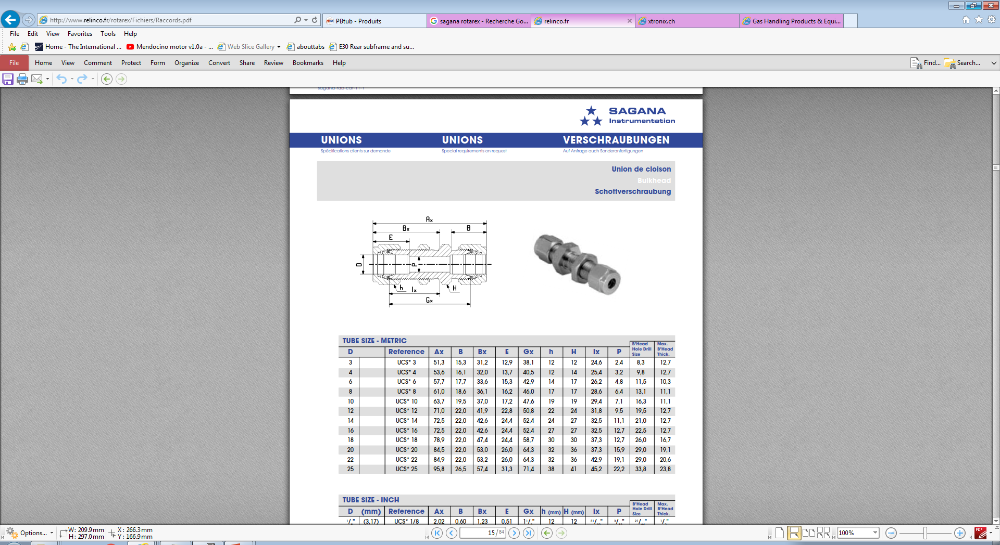 http://www.relinco.fr/rotarex/Fichiers/Raccords.pdf
PBtub - Produits
sagana rotarex - Recherche Go...
relinco.fr
xtronix.ch
Gas Handling Products & Equi...
File Edit View Favorites Tools Help
Home - The International ... Mendocino motor v1.0a - ... Web Slice Gallery abouttabs E30 Rear subframe and su...
File Home View Comment Protect Form Organize Convert Share Review Bookmarks Help Find... Search...
SAGANA
Instrumentation
UNIONS UNIONS VERSCHRAUBUNGEN
Spécifications clients sur demande Special requirements on request Auf Anfrage auch Sonderanfertigungen
Union de cloison
Bulkhead
Schottverschraubung
Ax
Bx B
E
D P
h Ix H
Gx
TUBE SIZE - METRIC
D Reference Ax B Bx E Gx h H Ix P B'Head Hole Drill Size Max. B'Head Thick.
3 UCS* 3 51,3 15,3 31,2 12,9 38,1 12 12 24,6 2,4 8,3 12,7
4 UCS* 4 53,6 16,1 32,0 13,7 40,5 12 14 25,4 3,2 9,8 12,7
6 UCS* 6 57,7 17,7 33,6 15,3 42,9 14 17 26,2 4,8 11,5 10,3
8 UCS* 8 61,0 18,6 36,1 16,2 46,0 17 17 28,6 6,4 13,1 11,1
10 UCS* 10 63,7 19,5 37,0 17,2 47,6 19 19 29,4 7,1 16,3 11,1
12 UCS* 12 71,0 22,0 41,9 22,8 50,8 22 24 31,8 9,5 19,5 12,7
14 UCS* 14 72,5 22,0 42,6 24,4 52,4 24 27 32,5 11,1 21,0 12,7
16 UCS* 16 72,5 22,0 42,6 24,4 52,4 27 27 32,5 12,7 22,5 12,7
18 UCS* 18 78,9 22,0 47,4 24,4 58,7 30 30 37,3 12,7 26,0 16,7
20 UCS* 20 84,5 22,0 53,0 26,0 64,3 32 36 37,3 15,9 29,0 19,1
22 UCS* 22 84,9 22,0 53,2 26,0 64,3 32 36 42,9 19,1 29,0 20,6
25 UCS* 25 95,8 26,5 57,4 31,3 71,4 38 41 45,2 22,2 33,8 23,8
TUBE SIZE - INCH
D (mm) Reference Ax B Bx E Gx h (mm) H (mm) Ix P B'Head Hole Drill Size Max. B'Head Thick.
(3,17) UCS* 1/8 2,02 0,60 1,23 0,51 12 12
Options... W: 209.9 mm X : 266.3 mm
H : 297.0 mm Y : 166.9 mm
15 / 84
100%
PDF